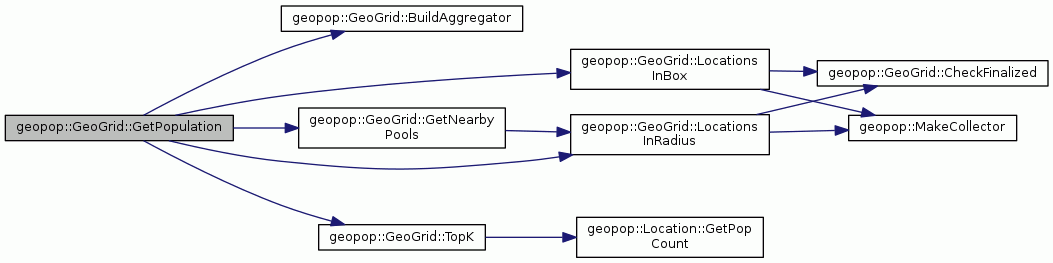 geopop::GeoGrid::BuildAggregator
geopop::GeoGrid::Locations
InBox
geopop::GeoGrid::CheckFinalized
geopop::GeoGrid::GetPopulation
geopop::GeoGrid::GetNearby
Pools
geopop::GeoGrid::Locations
InRadius
geopop::MakeCollector
geopop::GeoGrid::TopK
geopop::Location::GetPop
Count